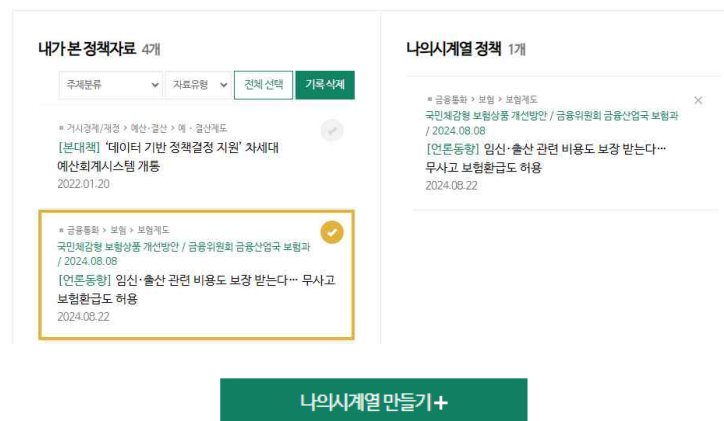 내가 본 정책자료 4개
주제분류 자료유형 전체 선택 기록삭제
거시경제/재정 > 예산·결산 > 예·결산제도
[본대책] ‘데이터 기반 정책결정 지원’ 차세대
예산회계시스템 개통
2022.01.20
금융통화 > 보험 > 보험제도
국민체감형 보험상품 개선방안 / 금융위원회 금융산업국 보험과
/ 2024.08.08
[언론동향] 임신·출산 관련 비용도 보장 받는다… 무사고
보험환급도 허용
2024.08.22
나의시계열 정책 1개
금융통화 > 보험 > 보험제도
국민체감형 보험상품 개선방안 / 금융위원회 금융산업국 보험과
/ 2024.08.08
[언론동향] 임신·출산 관련 비용도 보장 받는다…
무사고 보험환급도 허용
2024.08.22
나의시계열 만들기+